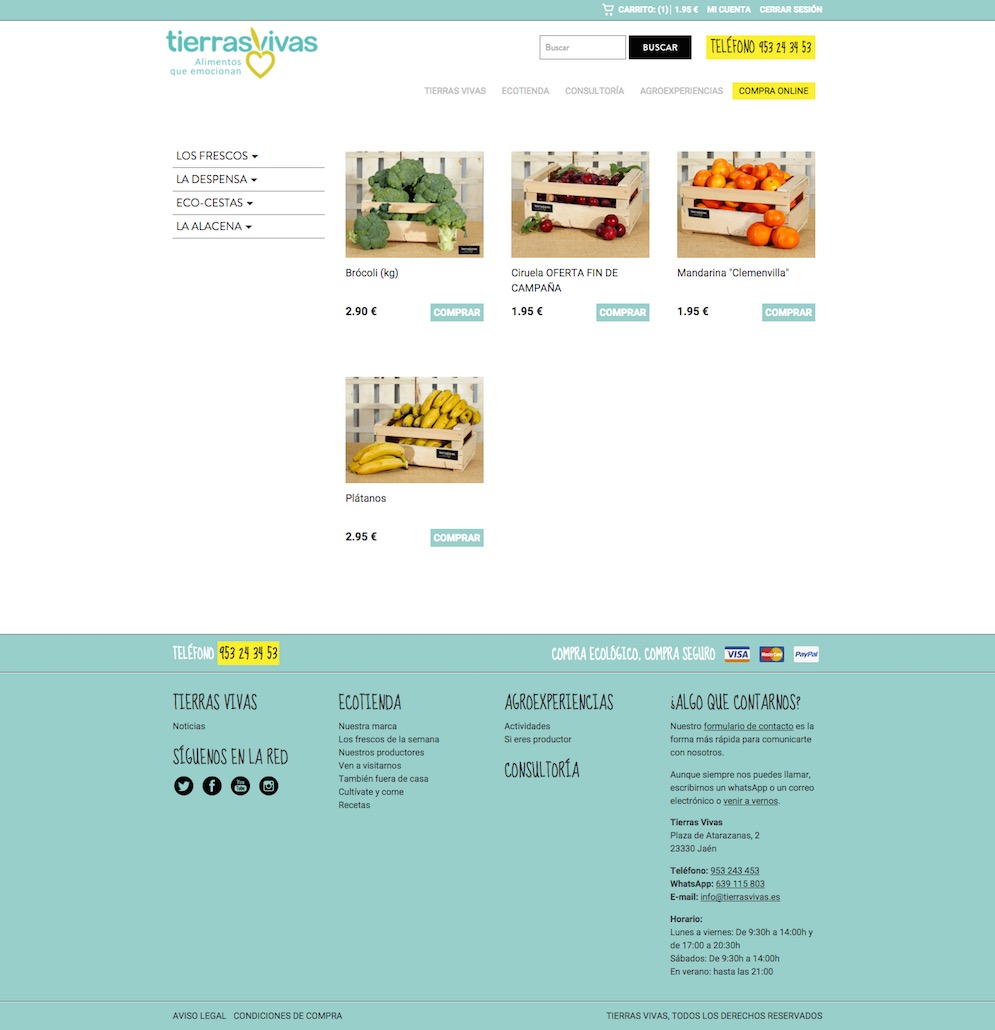 CARRITO: (1) | 1.95 € MI CUENTA CERRAR SESIÓN
tierrasvivas
Alimentos
que emocionan
Buscar BUSCAR TELÉFONO 953 24 34 53
TIERRAS VIVAS ECOTIENDA CONSULTORÍA AGROEXPERIENCIAS COMPRA ONLINE
LOS FRESCOS
LA DESPENSA
ECO-CESTAS
LA ALACENA
Brócoli (kg)
2.90 € COMPRAR
Ciruela OFERTA FIN DE
CAMPAÑA
1.95 € COMPRAR
Mandarina "Clemenvilla"
1.95 € COMPRAR
Plátanos
2.95 € COMPRAR
TELÉFONO 953 24 34 53
COMPRA ECOLÓGICO, COMPRA SEGURO VISA MasterCard PayPal
TIERRAS VIVAS
Noticias
SÍGUENOS EN LA RED
You
Tube
ECOTIENDA
Nuestra marca
Los frescos de la semana
Nuestros productores
Ven a visitarnos
También fuera de casa
Cultívate y come
Recetas
AGROEXPERIENCIAS
Actividades
Si eres productor
CONSULTORÍA
¿ALGO QUE CONTARNOS?
Nuestro formulario de contacto es la
forma más rápida para comunicarte
con nosotros.
Aunque siempre nos puedes llamar,
escribirnos un whatsApp o un correo
electrónico o venir a vernos.
Tierras Vivas
Plaza de Atarazanas, 2
23330 Jaén
Teléfono: 953 243 453
WhatsApp: 639 115 803
E-mail: info@tierrasvivas.es
Horario:
Lunes a viernes: De 9:30h a 14:00h y
de 17:00 a 20:30h
Sábados: De 9:30h a 14:00h
En verano: hasta las 21:00
AVISO LEGAL CONDICIONES DE COMPRA
TIERRAS VIVAS, TODOS LOS DERECHOS RESERVADOS